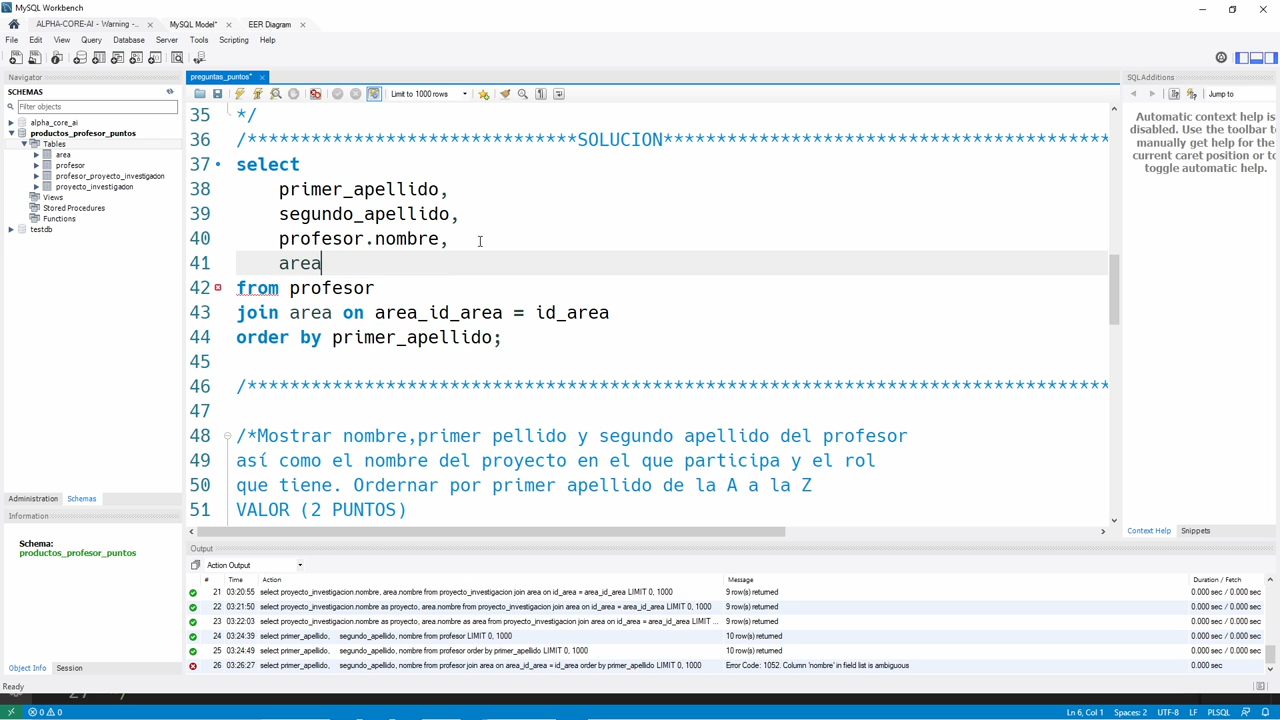 MySQL Workbench
ALPHA-CORE-AI - Warning -... × MySQL Model* × EER Diagram ×
File Edit View Query Database Server Tools Scripting Help
Navigator
SCHEMAS
Filter objects
alpha_core_ai
productos_profesor_puntos
Tables
area
profesor
profesor_proyecto_investigadon
proyecto_investigadon
Views
Stored Procedures
Functions
testdb
Administration Schemas
Information
Schema:
productos_profesor_puntos
Object Info Session
preguntas_puntos* ×
Limit to 1000 rows
35 */
36 /*******************************SOLUCION******************************************
37 select
38 primer_apellido,
39 segundo_apellido,
40 profesor.nombre,
41 area
42 from profesor
43 join area on area_id_area = id_area
44 order by primer_apellido;
45
46 /*********************************************************************************
47
48 /*Mostrar nombre,primer pellido y segundo apellido del profesor
49 así como el nombre del proyecto en el que participa y el rol
50 que tiene. Ordernar por primer apellido de la A a la Z
51 VALOR (2 PUNTOS)
SQLAdditions
Jump to
Automatic context help is
disabled. Use the toolbar to
manually get help for the
current caret position or to
toggle automatic help.
Context Help Snippets
Output
Action Output
# Time Action Message Duration / Fetch
21 03:20:55 select proyecto_investigacion.nombre, area.nombre from proyecto_investigacion join area on id_area = area_id_area LIMIT 0, 1000 9 row(s) returned 0.000 sec / 0.000 sec
22 03:21:50 select proyecto_investigacion.nombre as proyecto, area.nombre from proyecto_investigacion join area on id_area = area_id_area LIMIT 0, 1000 9 row(s) returned 0.000 sec / 0.000 sec
23 03:22:03 select proyecto_investigacion.nombre as proyecto, area.nombre as area from proyecto_investigacion join area on id_area = area_id_area LIMIT ... 9 row(s) returned 0.000 sec / 0.000 sec
24 03:24:39 select primer_apellido, segundo_apellido, nombre from profesor LIMIT 0, 1000 10 row(s) returned 0.000 sec / 0.000 sec
25 03:24:49 select primer_apellido, segundo_apellido, nombre from profesor order by primer_apellido LIMIT 0, 1000 10 row(s) returned 0.000 sec / 0.000 sec
26 03:26:27 select primer_apellido, segundo_apellido, nombre from profesor join area on area_id_area = id_area order by primer_apellido LIMIT 0, 1000 Error Code: 1052. Column 'nombre' in field list is ambiguous 0.000 sec
Ready
0 0 Ln 6, Col 1 Spaces: 2 UTF-8 LF PLSQL